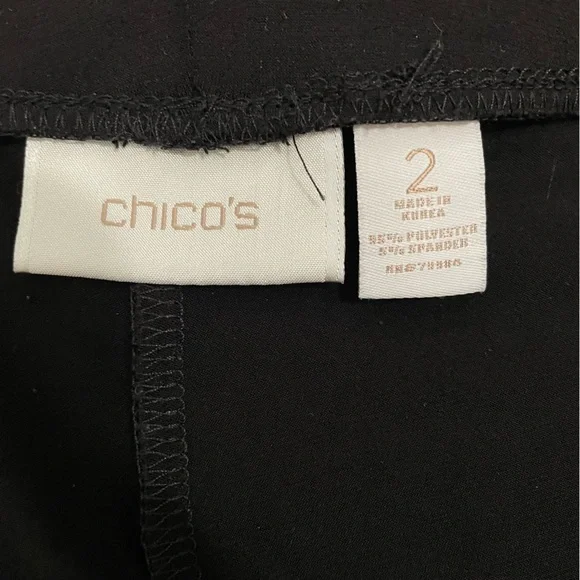 chico's
2
MADE IN
KOREA
95% POLYESTER
5% SPANDEX